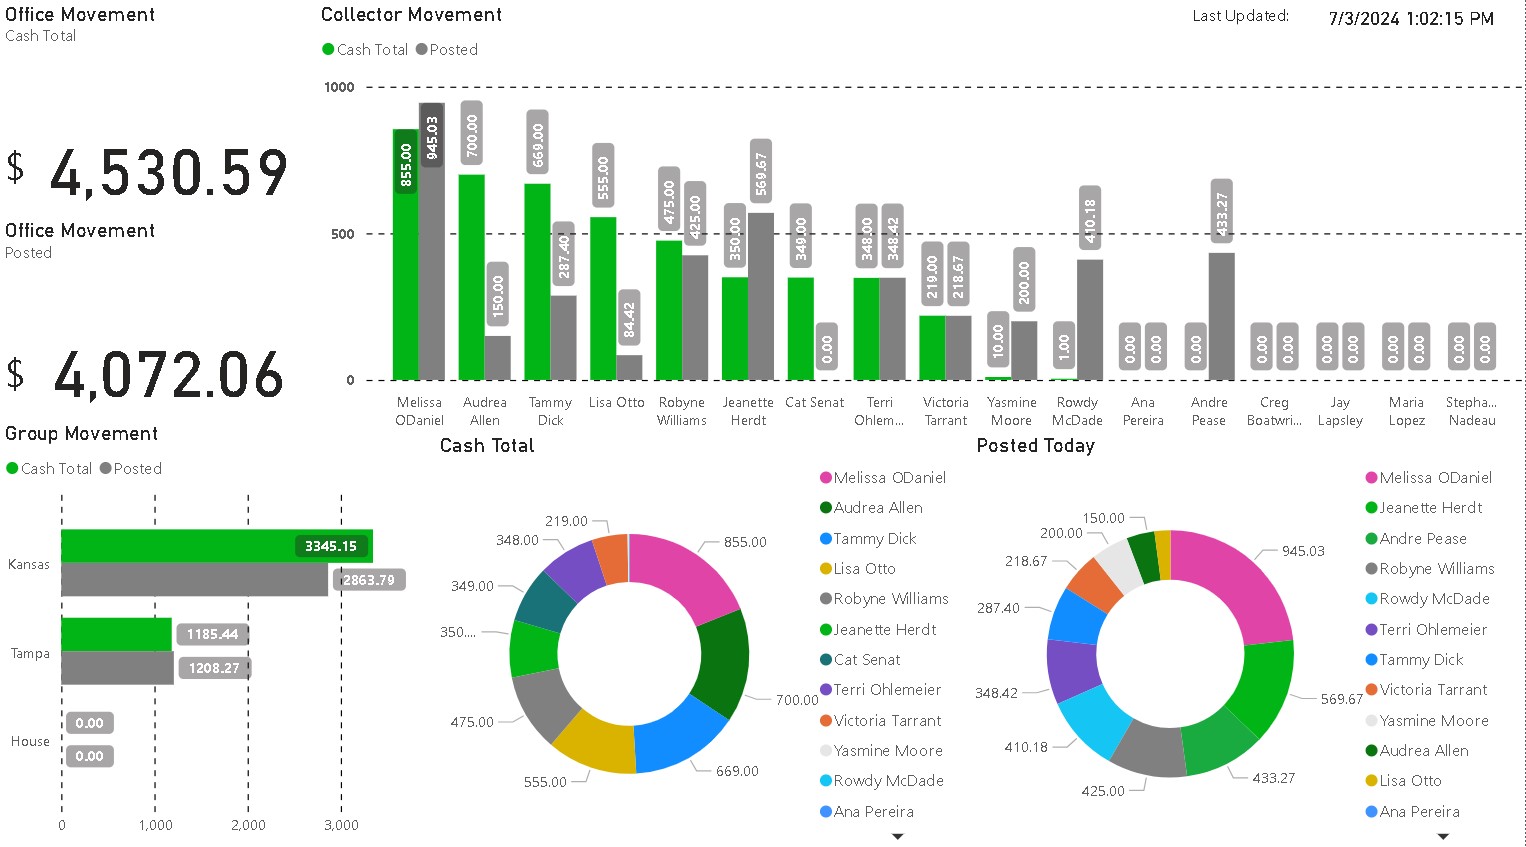 Office Movement
Cash Total
$ 4,530.59
Office Movement
Posted
$ 4,072.06
Collector Movement
Last Updated: 7/3/2024 1:02:15 PM
Cash Total Posted
1000
500
0
855.00
945.03
700.00
150.00
669.00
287.40
555.00
84.42
475.00
425.00
350.00
569.67
349.00
0.00
348.00
348.42
219.00
218.67
10.00
200.00
1.00
410.18
0.00
0.00
0.00
433.27
0.00
0.00
0.00
0.00
0.00
0.00
0.00
0.00
Melissa ODaniel
Audrea Allen
Tammy Dick
Lisa Otto
Robyne Williams
Jeanette Herdt
Cat Senat
Terri Ohlem...
Victoria Tarrant
Yasmine Moore
Rowdy McDade
Ana Pereira
Andre Pease
Creg Boatwri...
Jay Lapsley
Maria Lopez
Stepha... Nadeau
Group Movement
Cash Total Posted
Kansas
3345.15
2863.79
Tampa
1185.44
1208.27
House
0.00
0.00
0
1,000
2,000
3,000
Cash Total
855.00
700.00
669.00
555.00
475.00
350....
349.00
348.00
219.00
Melissa ODaniel
Audrea Allen
Tammy Dick
Lisa Otto
Robyne Williams
Jeanette Herdt
Cat Senat
Terri Ohlemeier
Victoria Tarrant
Yasmine Moore
Rowdy McDade
Ana Pereira
Posted Today
945.03
569.67
433.27
425.00
410.18
348.42
287.40
218.67
200.00
150.00
Melissa ODaniel
Jeanette Herdt
Andre Pease
Robyne Williams
Rowdy McDade
Terri Ohlemeier
Tammy Dick
Victoria Tarrant
Yasmine Moore
Audrea Allen
Lisa Otto
Ana Pereira